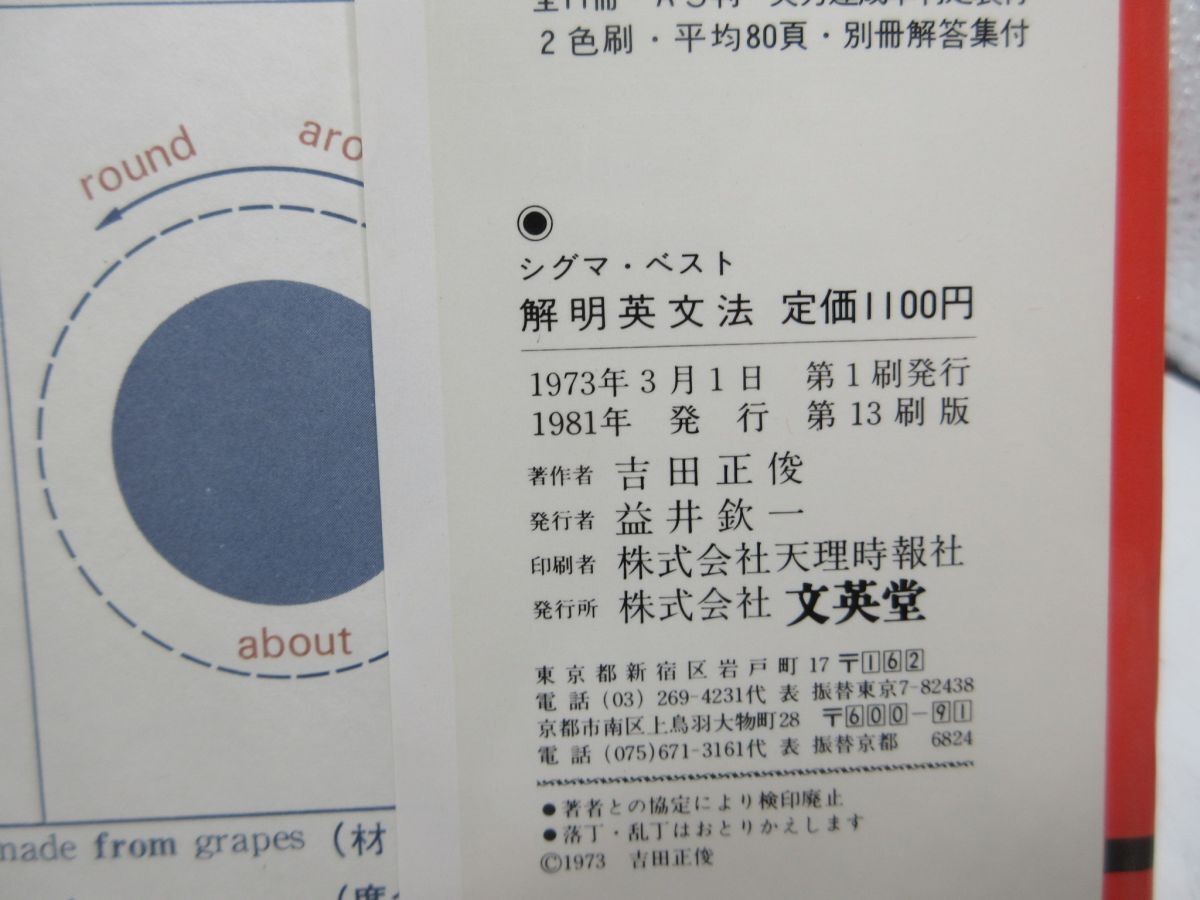 2色刷・平均80頁・別冊解答集付
round
about
made from grapes (材
シグマ・ベスト
解明英文法 定価1100円
1973年3月1日 第1刷発行
1981年 発行 第13刷版
著作者 吉田正俊
発行者 益井欽一
印刷者 株式会社天理時報社
発行所 株式会社 文英堂
東京都新宿区岩戸町17 〒162
電話(03)269-4231代表 振替東京7-82438
京都市南区上鳥羽大物町28 〒600-91
電話(075)671-3161代表 振替京都 6824
●著者との協定により検印廃止
●落丁・乱丁はおとりかえします
©1973 吉田正俊